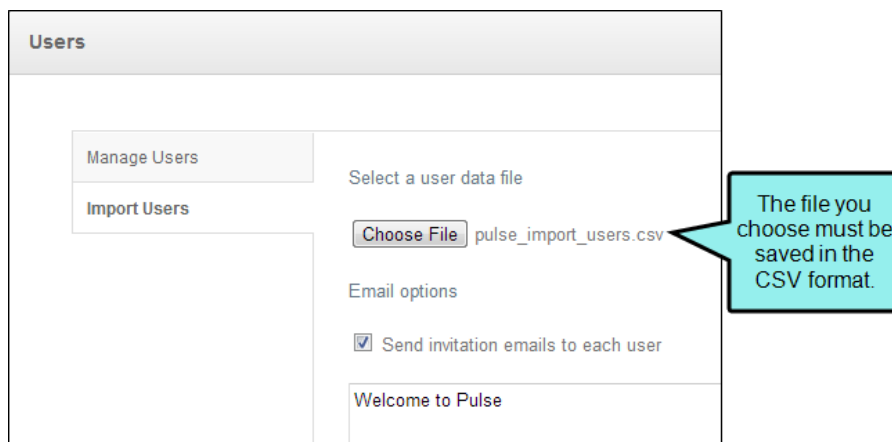 Users
Manage Users
Import Users
Select a user data file
Choose File pulse_import_users.csv
The file you
choose must be
saved in the
CSV format.
Email options
Send invitation emails to each user
Welcome to Pulse